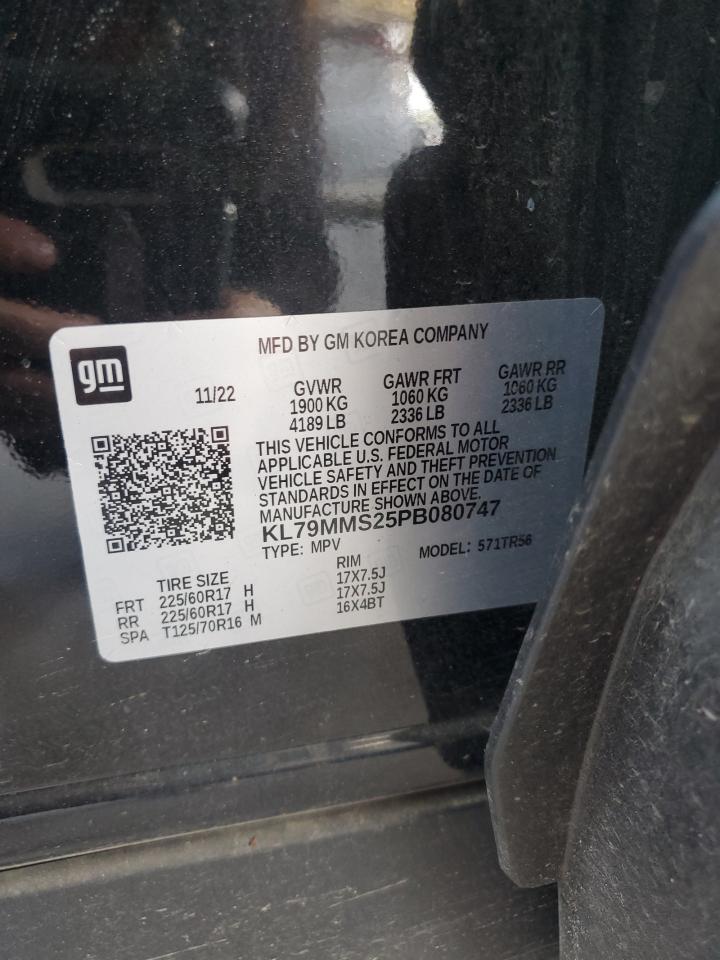 MFD BY GM KOREA COMPANY
gm
11/22
GVWR
1900 KG
4189 LB
GAWR FRT
1060 KG
2336 LB
GAWR RR
1060 KG
2336 LB
THIS VEHICLE CONFORMS TO ALL
APPLICABLE U.S. FEDERAL MOTOR
VEHICLE SAFETY AND THEFT PREVENTION
STANDARDS IN EFFECT ON THE DATE OF
MANUFACTURE SHOWN ABOVE.
KL79MMS25PB080747
TYPE: MPV MODEL: 571TR56
TIRE SIZE RIM
FRT 225/60R17 H 17X7.5J
RR 225/60R17 H 17X7.5J
SPA T125/70R16 M 16X4BT